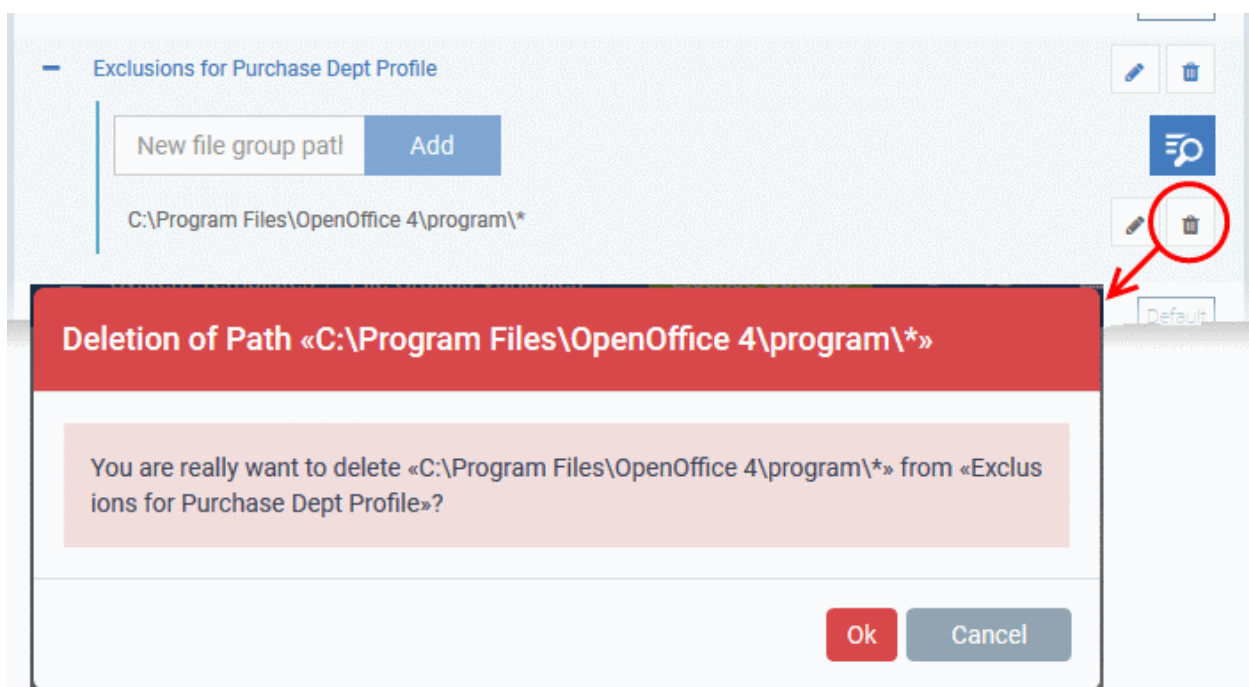 Exclusions for Purchase Dept Profile
New file group patl
Add
C:\Program Files\OpenOffice 4\program\*
Default
Deletion of Path «C:\Program Files\OpenOffice 4\program\*»
You are really want to delete «C:\Program Files\OpenOffice 4\program\*» from «Exclus
ions for Purchase Dept Profile»?
Ok
Cancel